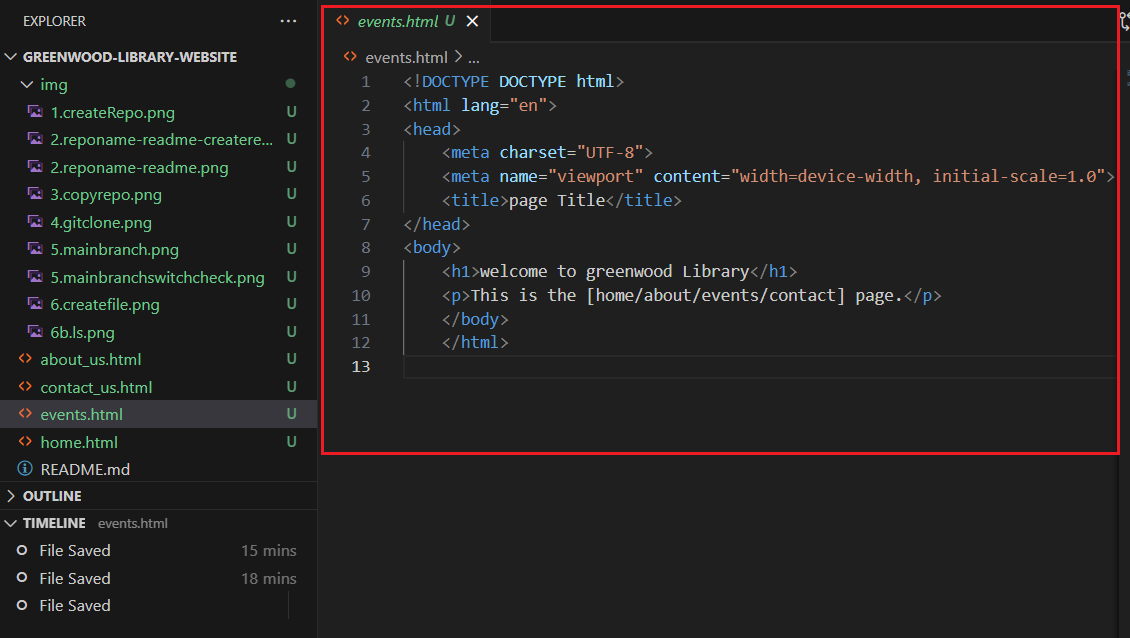 EXPLORER ...
GREENWOOD-LIBRARY-WEBSITE
img
1.createRepo.png U
2.reponame-readme-createre... U
2.reponame-readme.png U
3.copyrepo.png U
4.gitclone.png U
5.mainbranch.png U
5.mainbranchswitchcheck.png U
6.createfile.png U
6b.ls.png U
about_us.html U
contact_us.html U
events.html U
home.html U
README.md
OUTLINE
TIMELINE events.html
File Saved 15 mins
File Saved 18 mins
File Saved
events.html U
events.html > ...
1 <!DOCTYPE DOCTYPE html>
2 <html lang="en">
3 <head>
4 <meta charset="UTF-8">
5 <meta name="viewport" content="width=device-width, initial-scale=1.0">
6 <title>page Title</title>
7 </head>
8 <body>
9 <h1>welcome to greenwood Library</h1>
10 <p>This is the [home/about/events/contact] page.</p>
11 </body>
12 </html>
13